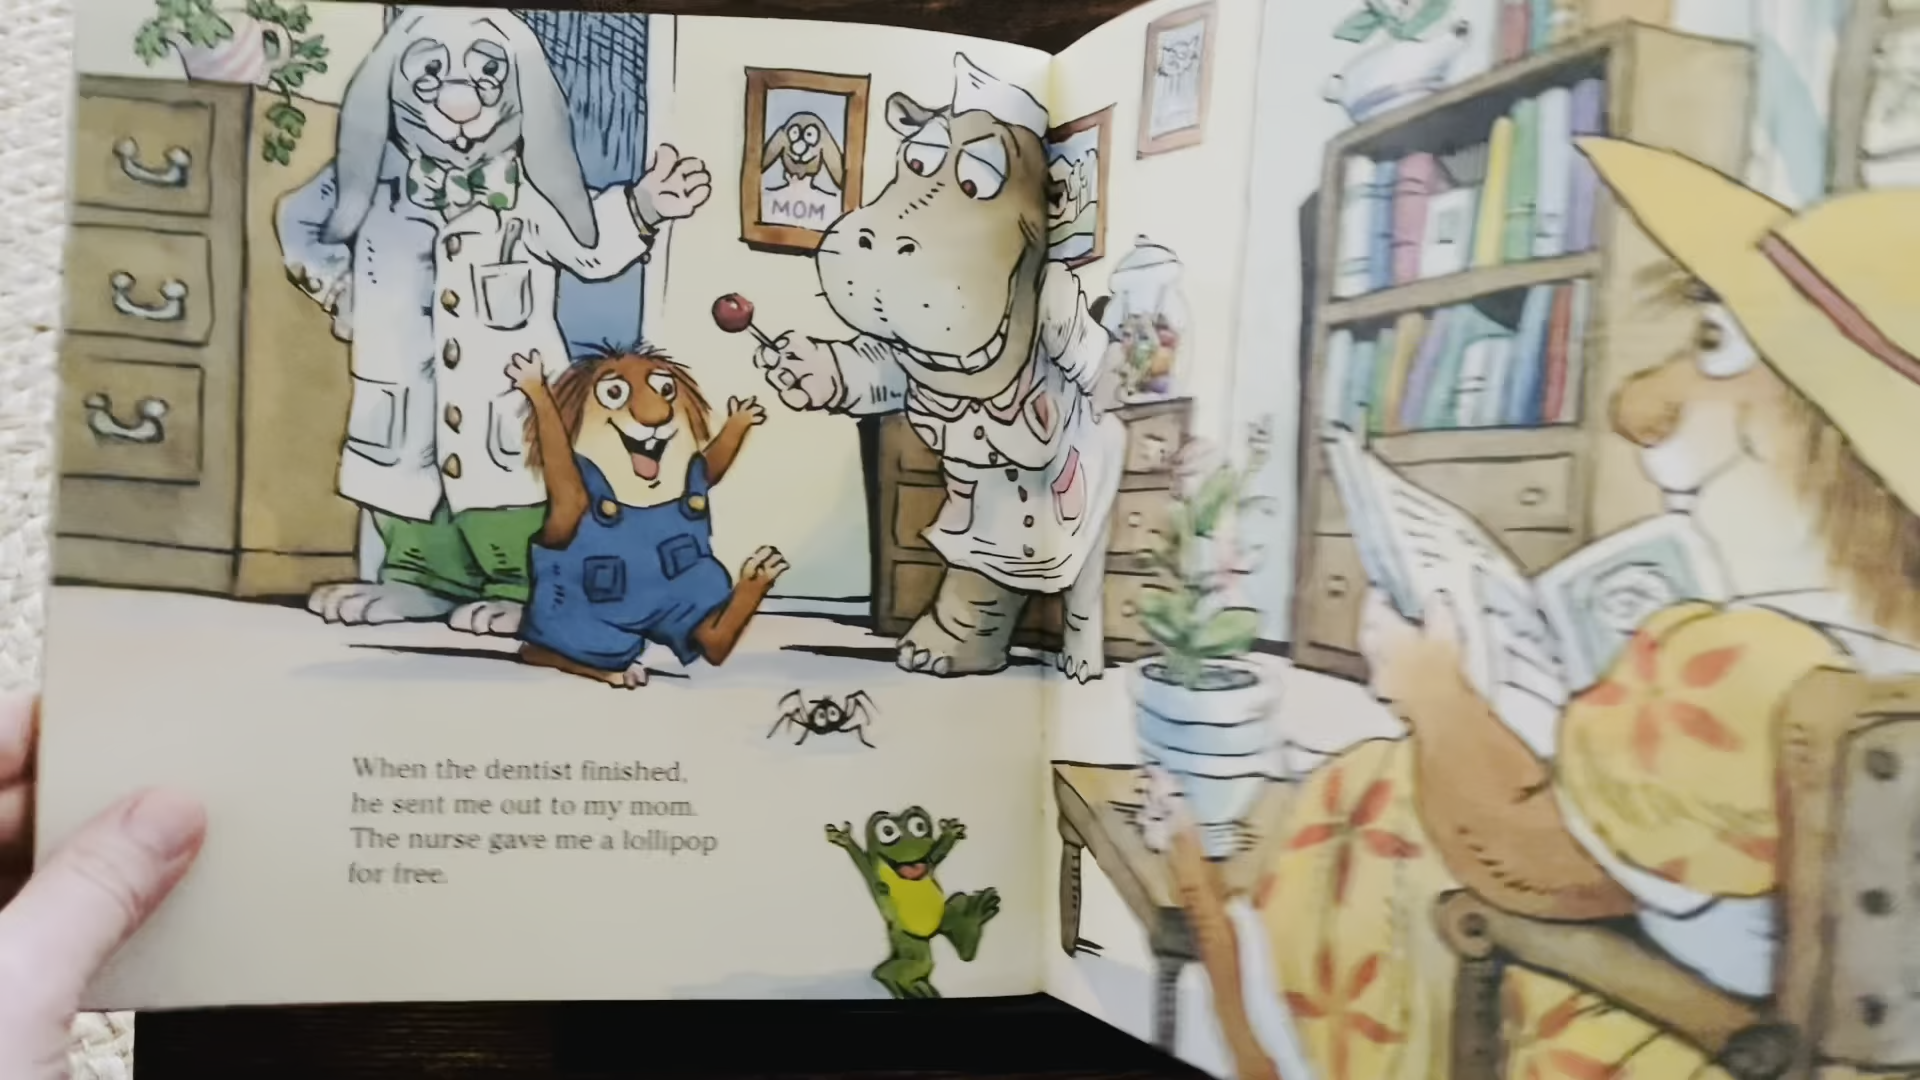 MOM
When the dentist finished,
he sent me out to my mom.
The nurse gave me a lollipop
for free.